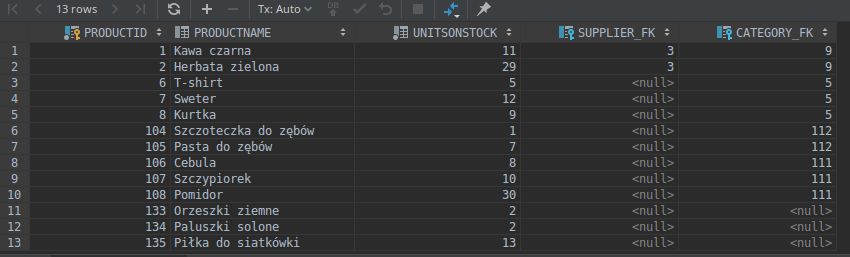 13 rows Tx: Auto DB
PRODUCTID PRODUCTNAME UNITSONSTOCK SUPPLIER_FK CATEGORY_FK
1 1 Kawa czarna 11 3 9
2 2 Herbata zielona 29 3 9
3 6 T-shirt 5 <null> 5
4 7 Sweter 12 <null> 5
5 8 Kurtka 9 <null> 5
6 104 Szczoteczka do zębów 1 <null> 112
7 105 Pasta do zębów 7 <null> 112
8 106 Cebula 8 <null> 111
9 107 Szczypiorek 10 <null> 111
10 108 Pomidor 30 <null> 111
11 133 Orzeszki ziemne 2 <null> <null>
12 134 Paluszki solone 2 <null> <null>
13 135 Piłka do siatkówki 13 <null> <null>